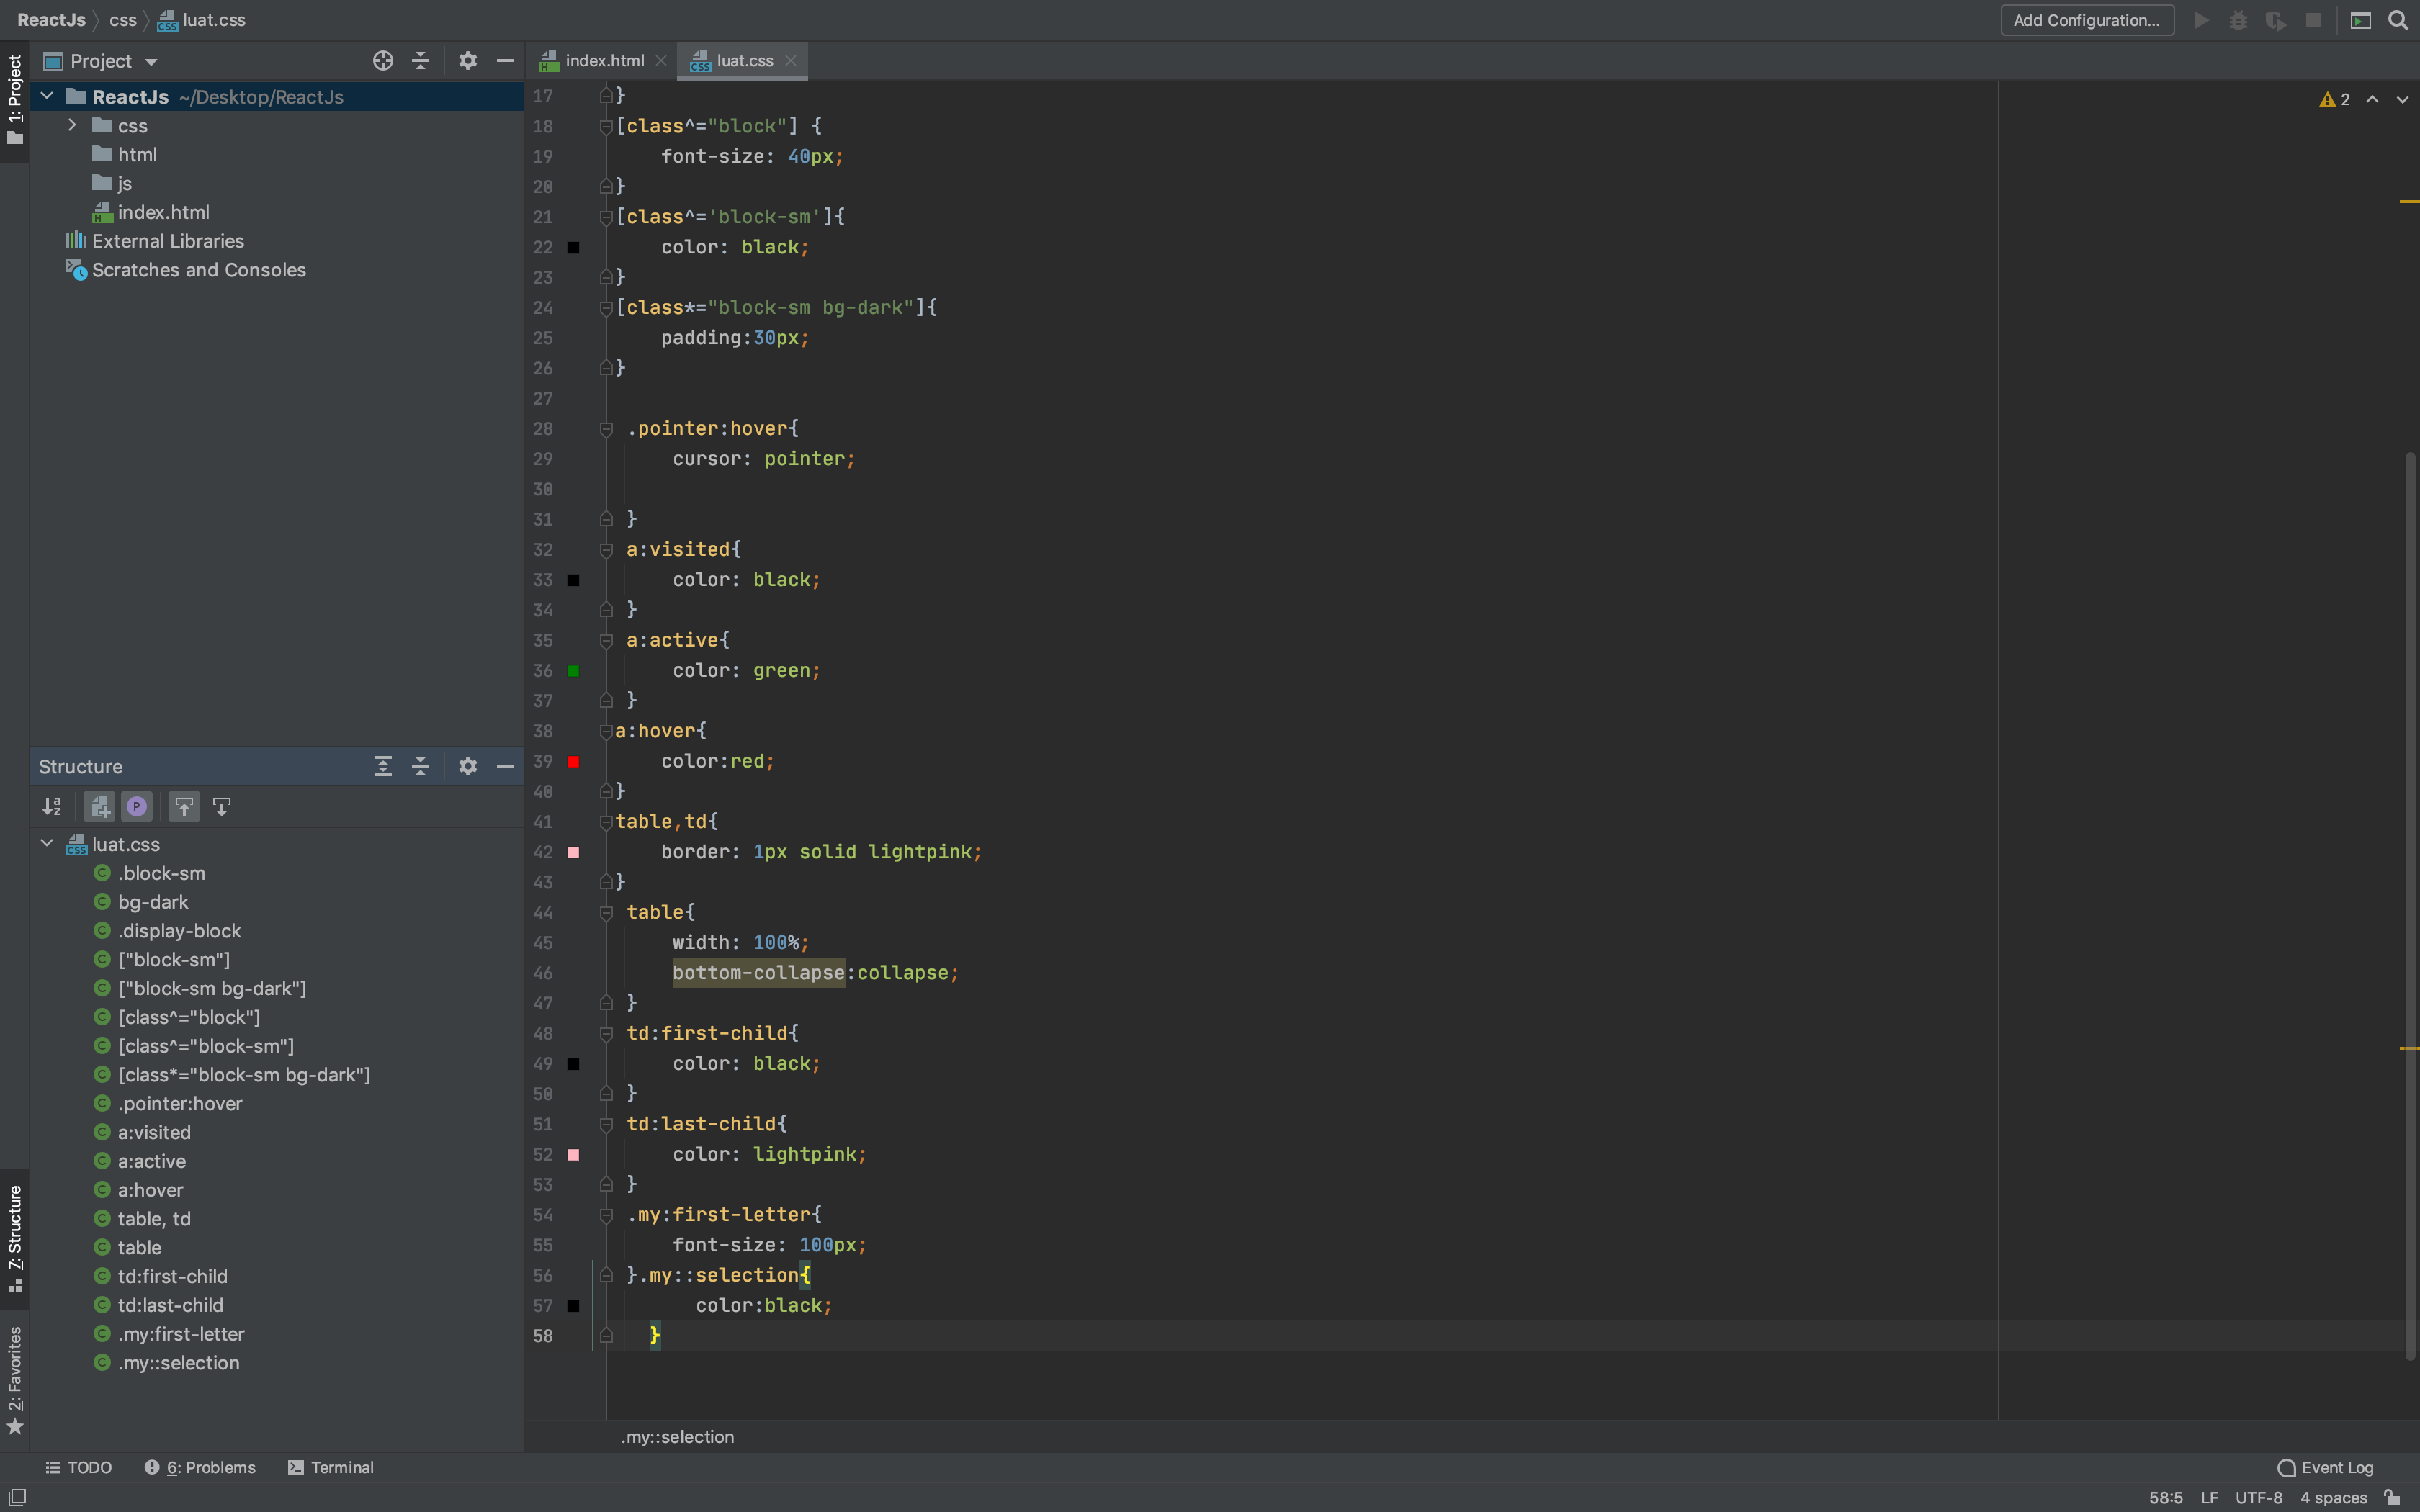 ReactJs css luat.css
Add Configuration...
1: Project
Project
ReactJs ~/Desktop/ReactJs
css
html
js
index.html
External Libraries
Scratches and Consoles
Structure
luat.css
.block-sm
bg-dark
.display-block
["block-sm"]
["block-sm bg-dark"]
[class^="block"]
[class^="block-sm"]
[class*="block-sm bg-dark"]
.pointer:hover
a:visited
a:active
a:hover
table, td
table
td:first-child
td:last-child
.my:first-letter
.my::selection
7: Structure
2: Favorites
index.html luat.css
2
17 }
18 [class^="block"] {
19 font-size: 40px;
20 }
21 [class^='block-sm']{
22 color: black;
23 }
24 [class*="block-sm bg-dark"]{
25 padding:30px;
26 }
27
28 .pointer:hover{
29 cursor: pointer;
30
31 }
32 a:visited{
33 color: black;
34 }
35 a:active{
36 color: green;
37 }
38 a:hover{
39 color:red;
40 }
41 table,td{
42 border: 1px solid lightpink;
43 }
44 table{
45 width: 100%;
46 bottom-collapse:collapse;
47 }
48 td:first-child{
49 color: black;
50 }
51 td:last-child{
52 color: lightpink;
53 }
54 .my:first-letter{
55 font-size: 100px;
56 }.my::selection{
57 color:black;
58 }
.my::selection
TODO 6: Problems Terminal
Event Log
58:5 LF UTF-8 4 spaces